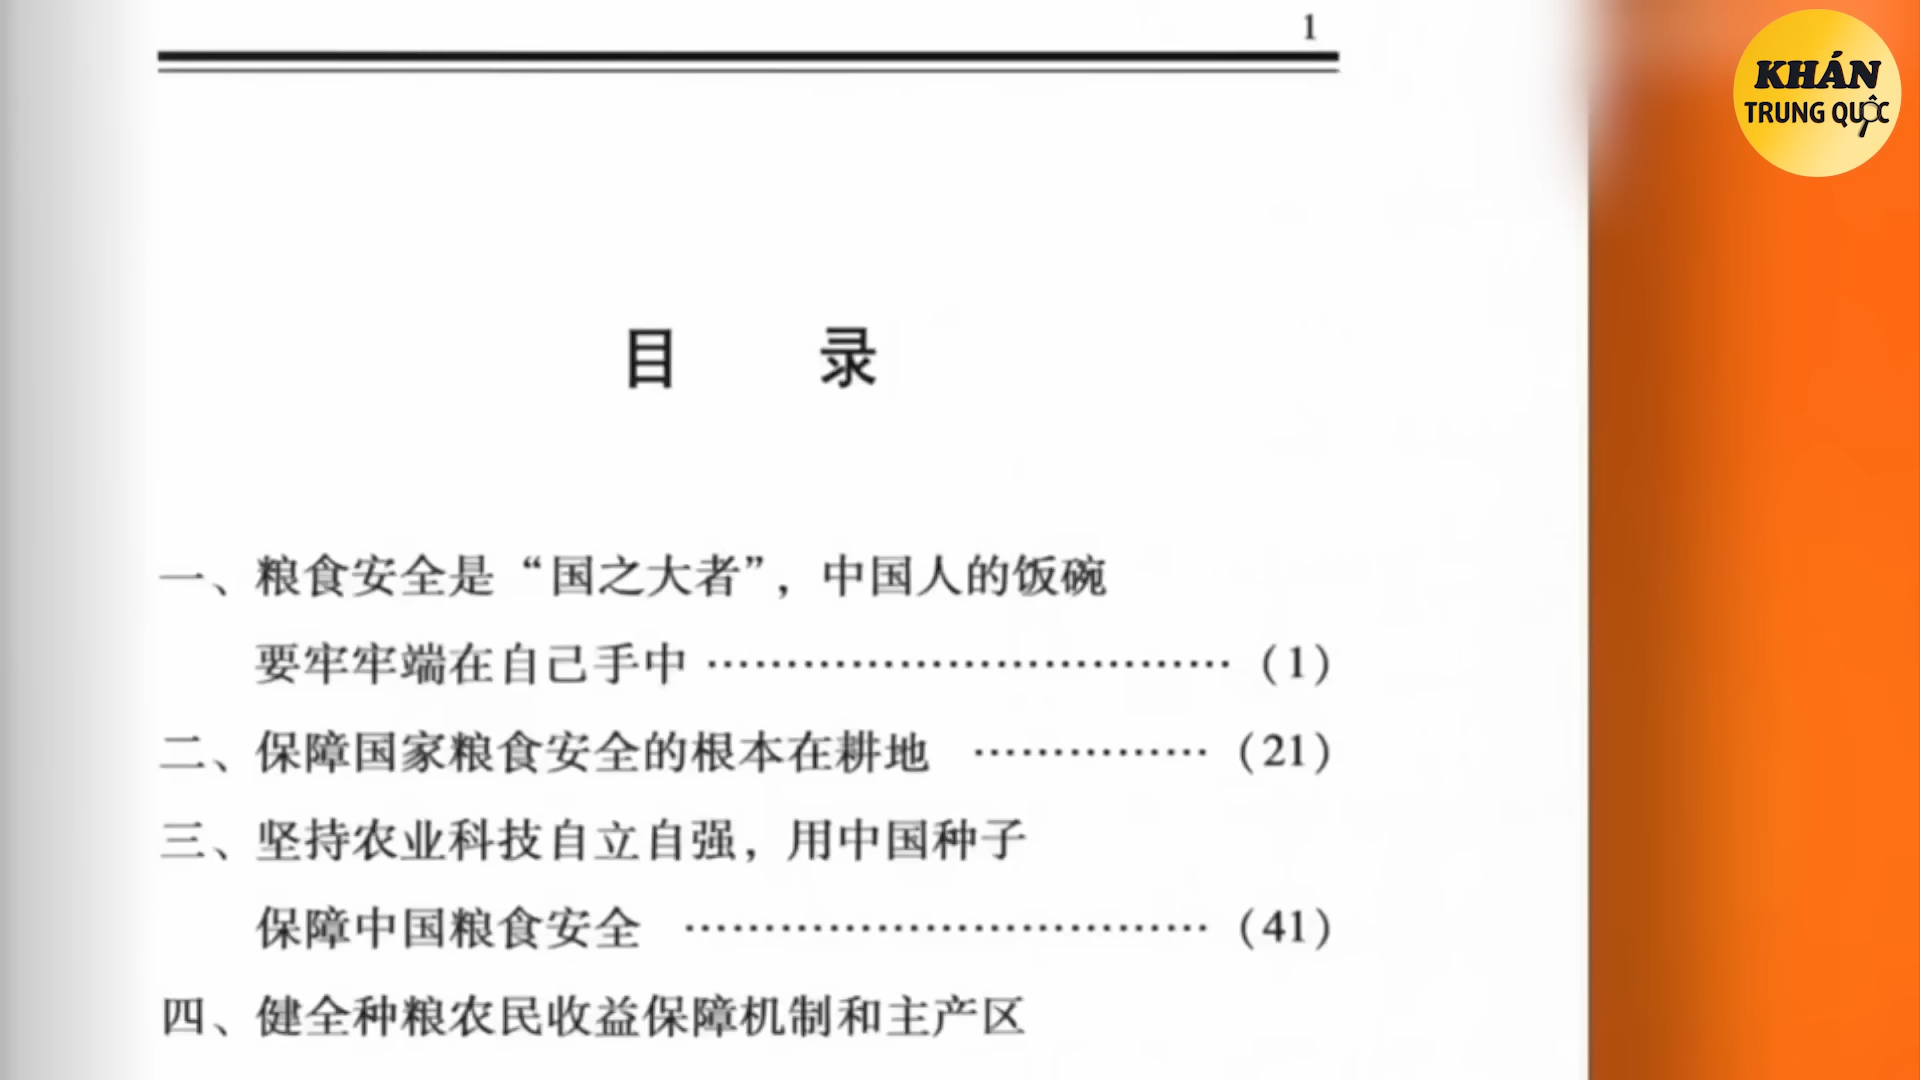 1
KHÁN
TRUNG QUỐC
目 录
一、粮食安全是“国之大者”，中国人的饭碗
要牢牢端在自己手中 ……………………………… (1)
二、保障国家粮食安全的根本在耕地 …………… (21)
三、坚持农业科技自立自强，用中国种子
保障中国粮食安全 ……………………………… (41)
四、健全种粮农民收益保障机制和主产区